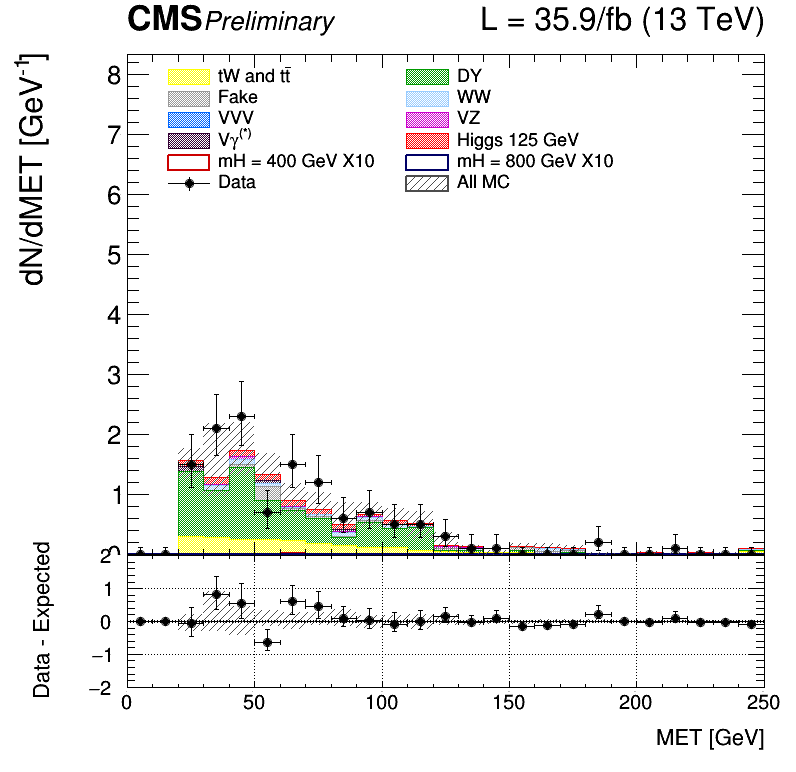 CMS Preliminary L = 35.9/fb (13 TeV)
dN/dMET [GeV⁻¹]
8
7
6
5
4
3
2
1
tW and tt̄ DY
Fake WW
VVV VZ
Vγ(*) Higgs 125 GeV
mH = 400 GeV X10 mH = 800 GeV X10
Data All MC
Data - Expected
2
1
0
−1
−2
0 50 100 150 200 250
MET [GeV]